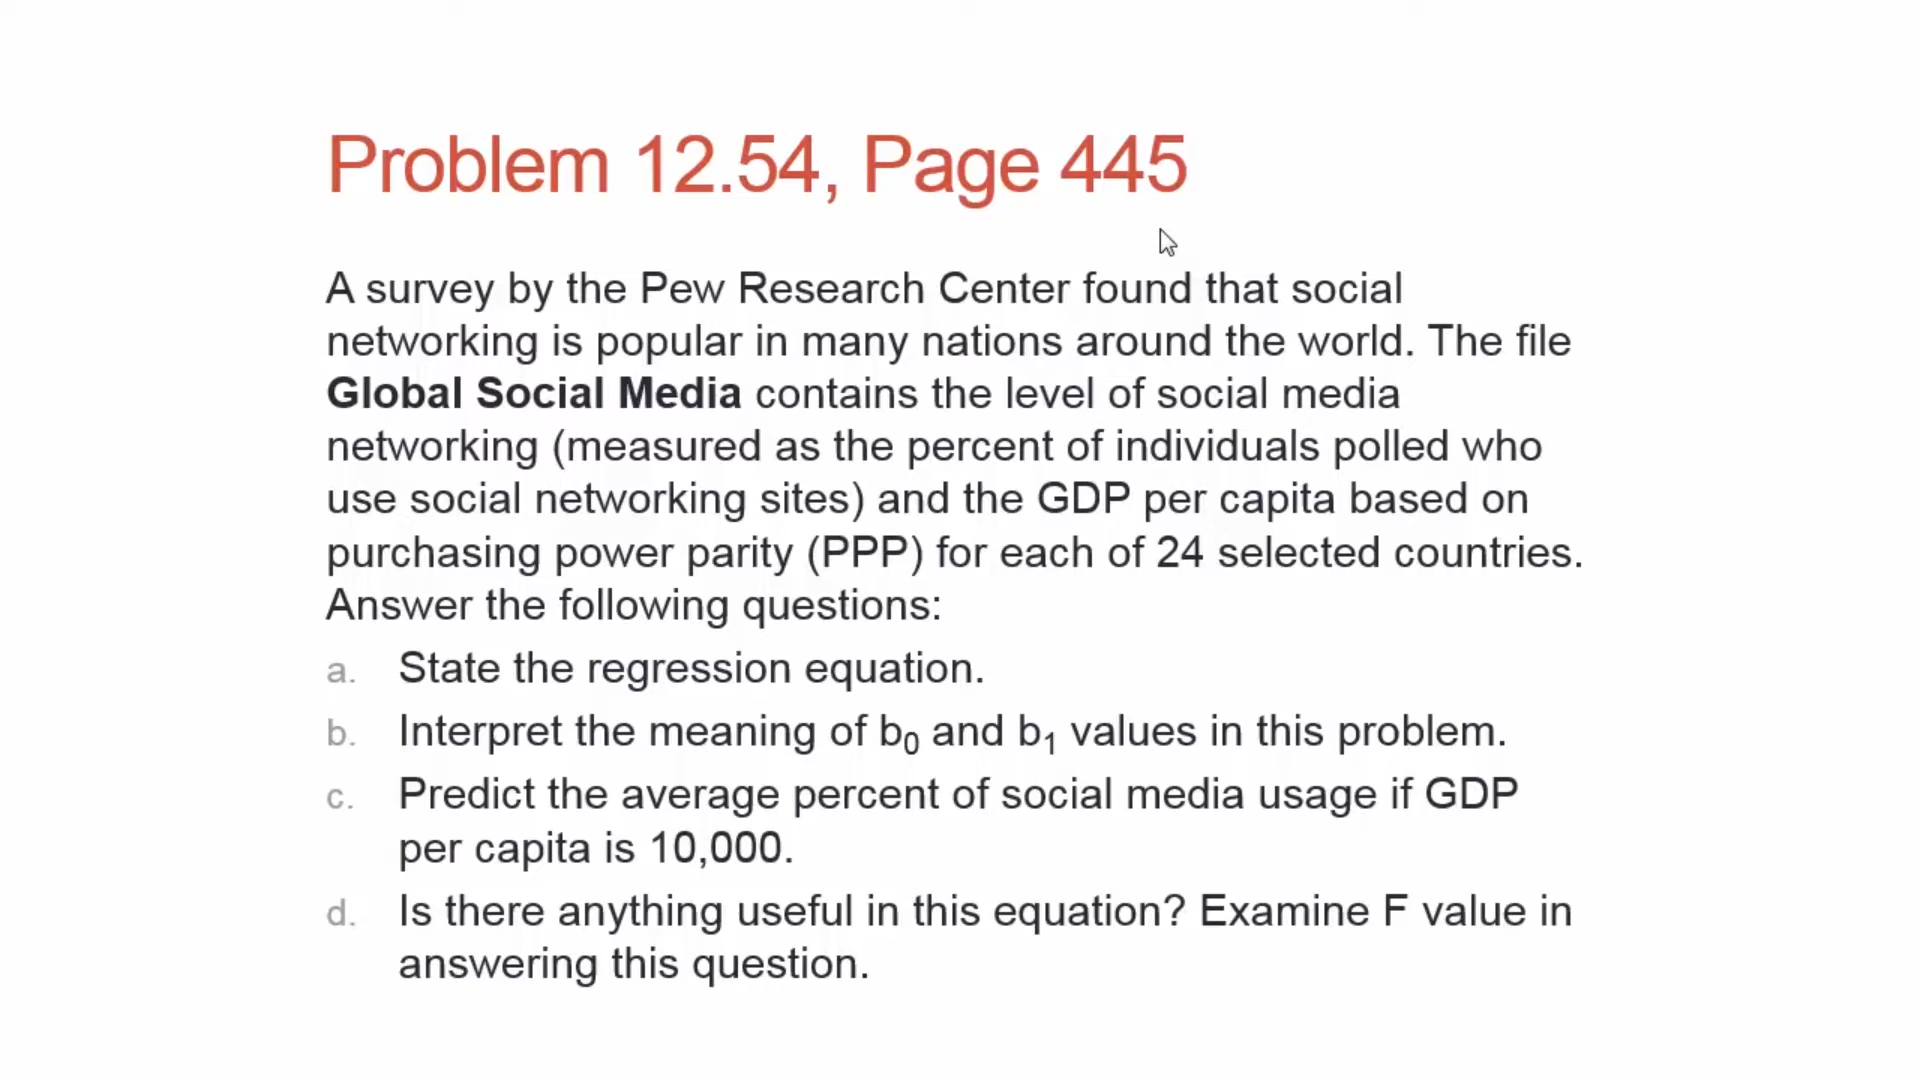 Problem 12.54, Page 445
A survey by the Pew Research Center found that social
networking is popular in many nations around the world. The file
Global Social Media contains the level of social media
networking (measured as the percent of individuals polled who
use social networking sites) and the GDP per capita based on
purchasing power parity (PPP) for each of 24 selected countries.
Answer the following questions:
a. State the regression equation.
b. Interpret the meaning of b₀ and b₁ values in this problem.
c. Predict the average percent of social media usage if GDP
per capita is 10,000.
d. Is there anything useful in this equation? Examine F value in
answering this question.